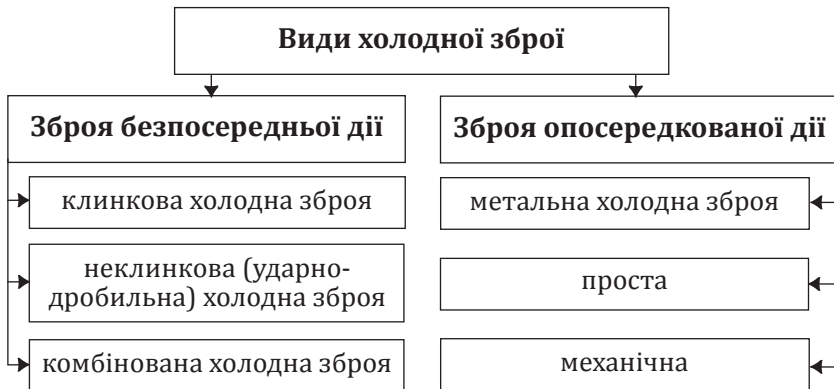 Види холодної зброї
Зброя безпосередньої дії
клинкова холодна зброя
неклинкова (ударно-
дробильна) холодна зброя
комбінована холодна зброя
Зброя опосередкованої дії
метальна холодна зброя
проста
механічна